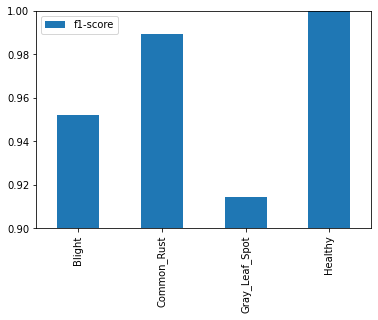 1.00
f1-score
0.98
0.96
0.94
0.92
0.90
Blight
Common_Rust
Gray_Leaf_Spot
Healthy